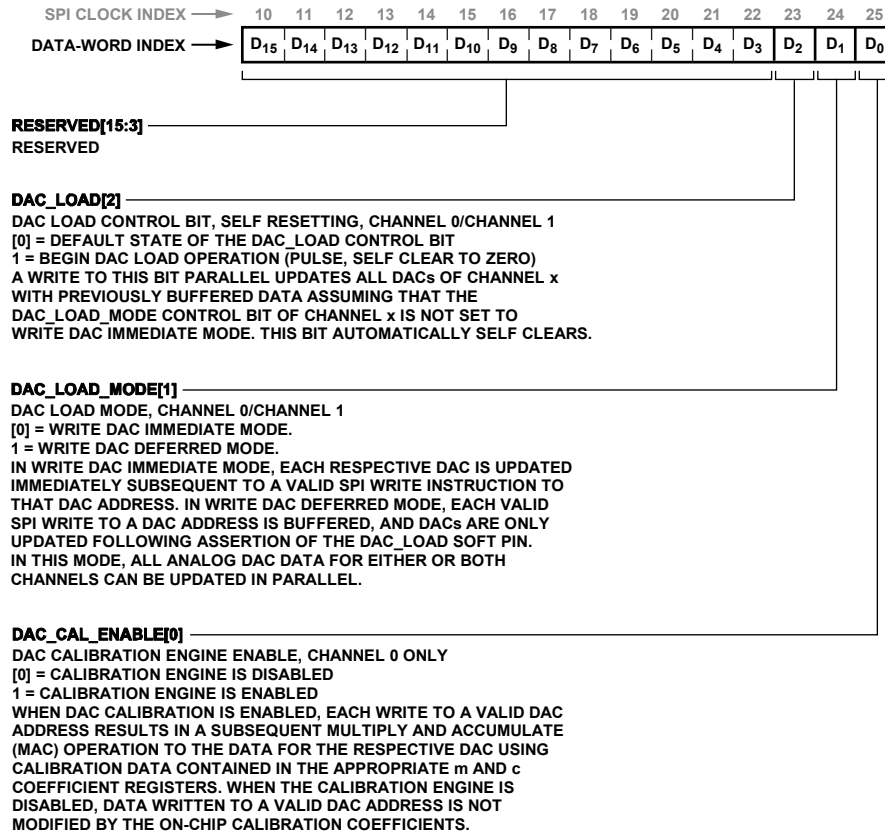 SPI CLOCK INDEX 10 11 12 13 14 15 16 17 18 19 20 21 22 23 24 25
DATA-WORD INDEX D15 D14 D13 D12 D11 D10 D9 D8 D7 D6 D5 D4 D3 D2 D1 D0
RESERVED[15:3]
RESERVED
DAC_LOAD[2]
DAC LOAD CONTROL BIT, SELF RESETTING, CHANNEL 0/CHANNEL 1
[0] = DEFAULT STATE OF THE DAC_LOAD CONTROL BIT
1 = BEGIN DAC LOAD OPERATION (PULSE, SELF CLEAR TO ZERO)
A WRITE TO THIS BIT PARALLEL UPDATES ALL DACs OF CHANNEL x
WITH PREVIOUSLY BUFFERED DATA ASSUMING THAT THE
DAC_LOAD_MODE CONTROL BIT OF CHANNEL x IS NOT SET TO
WRITE DAC IMMEDIATE MODE. THIS BIT AUTOMATICALLY SELF CLEARS.
DAC_LOAD_MODE[1]
DAC LOAD MODE, CHANNEL 0/CHANNEL 1
[0] = WRITE DAC IMMEDIATE MODE.
1 = WRITE DAC DEFERRED MODE.
IN WRITE DAC IMMEDIATE MODE, EACH RESPECTIVE DAC IS UPDATED
IMMEDIATELY SUBSEQUENT TO A VALID SPI WRITE INSTRUCTION TO
THAT DAC ADDRESS. IN WRITE DAC DEFERRED MODE, EACH VALID
SPI WRITE TO A DAC ADDRESS IS BUFFERED, AND DACs ARE ONLY
UPDATED FOLLOWING ASSERTION OF THE DAC_LOAD SOFT PIN.
IN THIS MODE, ALL ANALOG DAC DATA FOR EITHER OR BOTH
CHANNELS CAN BE UPDATED IN PARALLEL.
DAC_CAL_ENABLE[0]
DAC CALIBRATION ENGINE ENABLE, CHANNEL 0 ONLY
[0] = CALIBRATION ENGINE IS DISABLED
1 = CALIBRATION ENGINE IS ENABLED
WHEN DAC CALIBRATION IS ENABLED, EACH WRITE TO A VALID DAC
ADDRESS RESULTS IN A SUBSEQUENT MULTIPLY AND ACCUMULATE
(MAC) OPERATION TO THE DATA FOR THE RESPECTIVE DAC USING
CALIBRATION DATA CONTAINED IN THE APPROPRIATE m AND c
COEFFICIENT REGISTERS. WHEN THE CALIBRATION ENGINE IS
DISABLED, DATA WRITTEN TO A VALID DAC ADDRESS IS NOT
MODIFIED BY THE ON-CHIP CALIBRATION COEFFICIENTS.